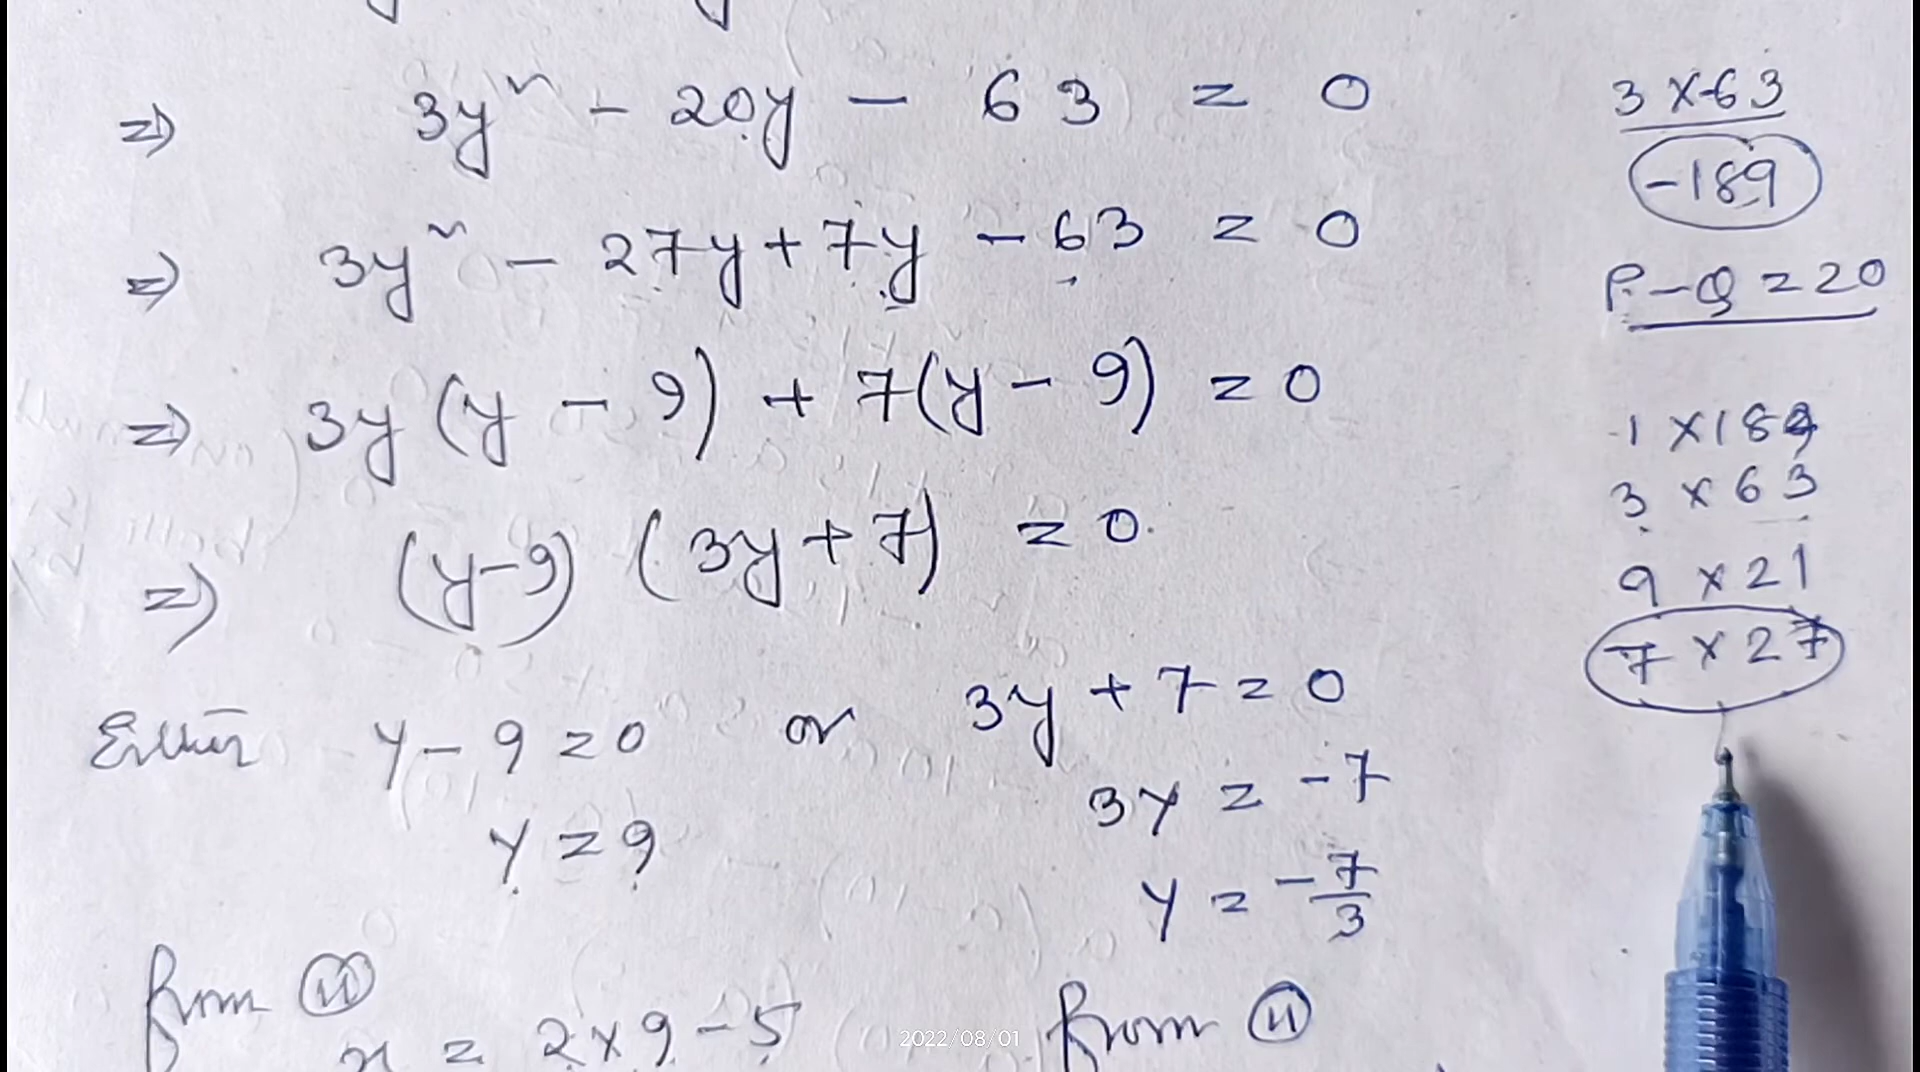 ⇒ 3y² - 20y - 63 = 0
⇒ 3y² - 27y + 7y - 63 = 0
⇒ 3y (y - 9) + 7(y - 9) = 0
⇒ (y-9) (3y + 7) = 0.
Either y - 9 = 0 or 3y + 7 = 0
3y = -7
y = 9
y = -7/3
from (ii)
x = 2×9 - 5
from (ii)
3 × -63
-189
P - Q = 20
1 × 189
3 × 63
9 × 21
7 × 27
2022/08/01